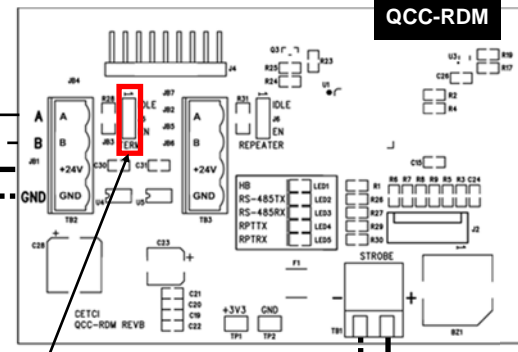 QCC-RDM
Q3
R23
R25
R24
U1
U3
R19
R17
C26
R2
R4
J4
JB4
R28
IDLE
JB7
JB2
JB5
JB6
JB3
TERM
EN
R31
IDLE
J6
EN
REPEATER
A
B
GND
JB1
A
B
+24V
GND
TB2
C30
C31
U4
U5
A
B
+24V
GND
TB3
C15
HB
RS-485TX
RS-485RX
RPTTX
RPTRX
LED1
LED2
LED3
LED4
LED5
R1
R26
R27
R29
R30
R6 R7 R8 R9 R5 R3 C24
J2
C28
C23
C21
C20
C19
C22
CETCI
QCC-RDM REVB
F1
+3V3
GND
TP1
TP2
STROBE
TB1
BZ1